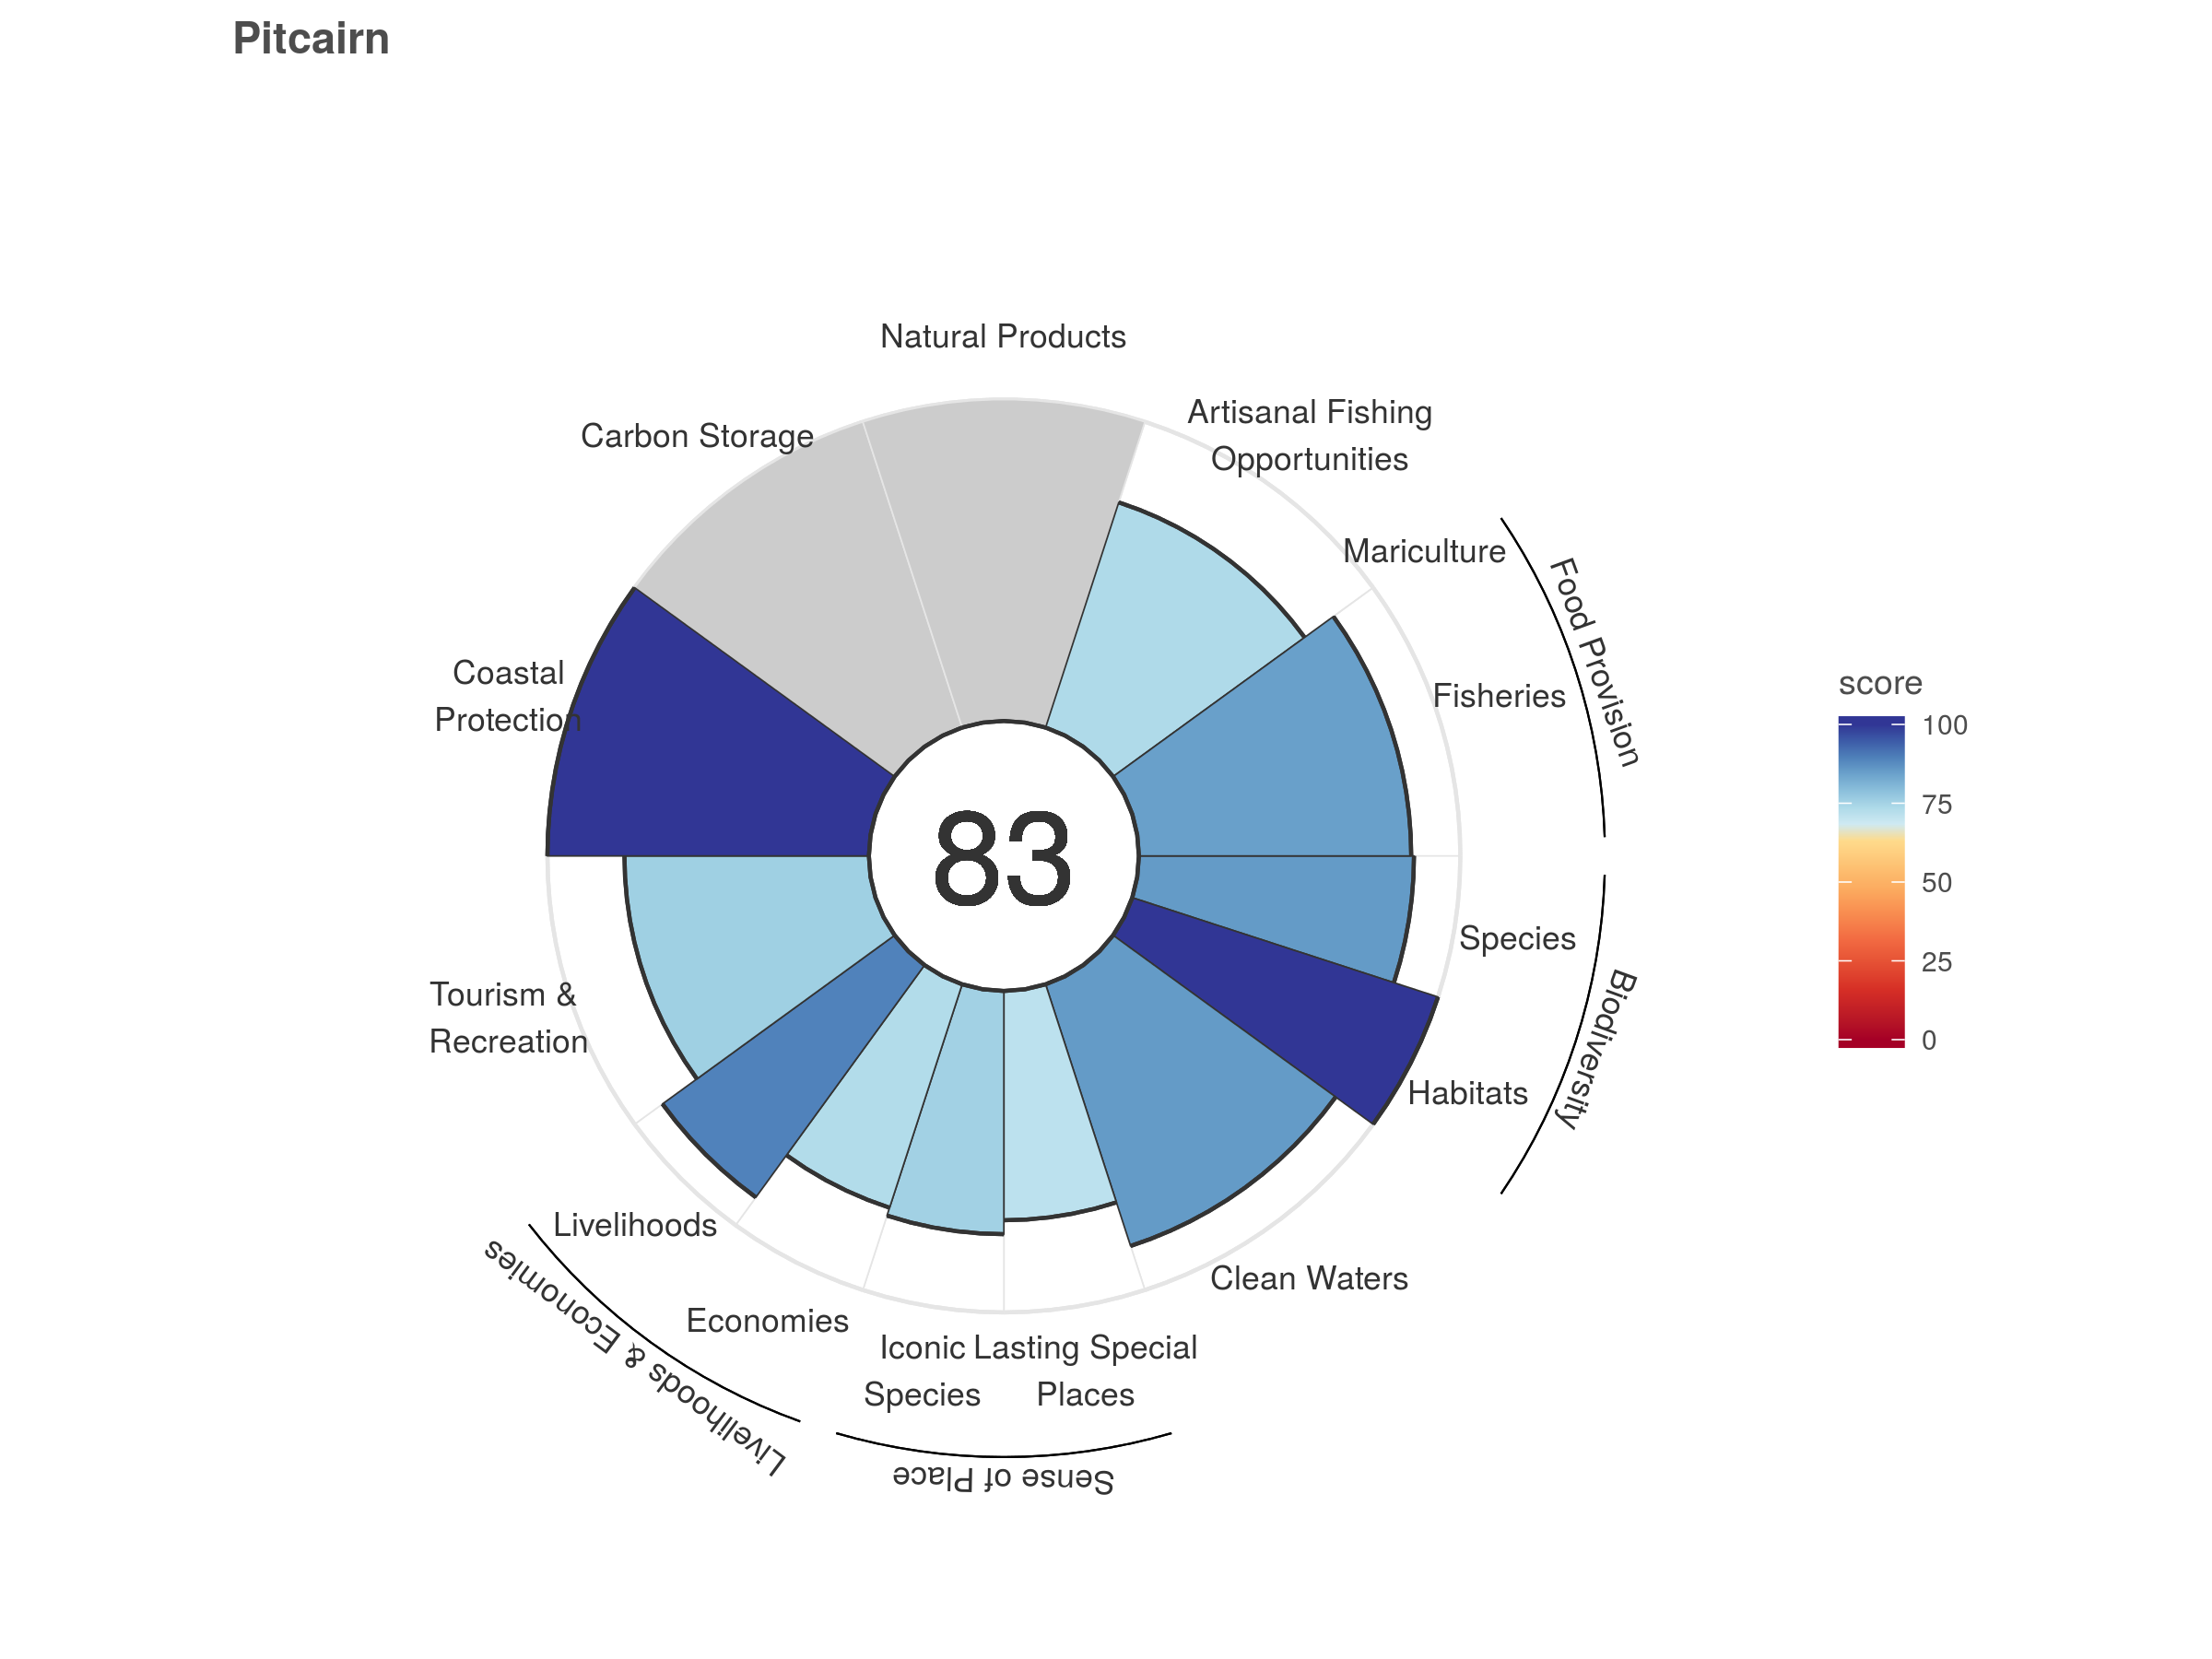 Pitcairn
Natural Products
Artisanal Fishing
Opportunities
Carbon Storage
Mariculture
Food Provision
Fisheries
Coastal
Protection
score
100
75
50
25
0
83
Species
Biodiversity
Habitats
Tourism &
Recreation
Livelihoods
Livelihoods & Economies
Economies
Clean Waters
Iconic
Species
Lasting Special
Places
Sense of Place